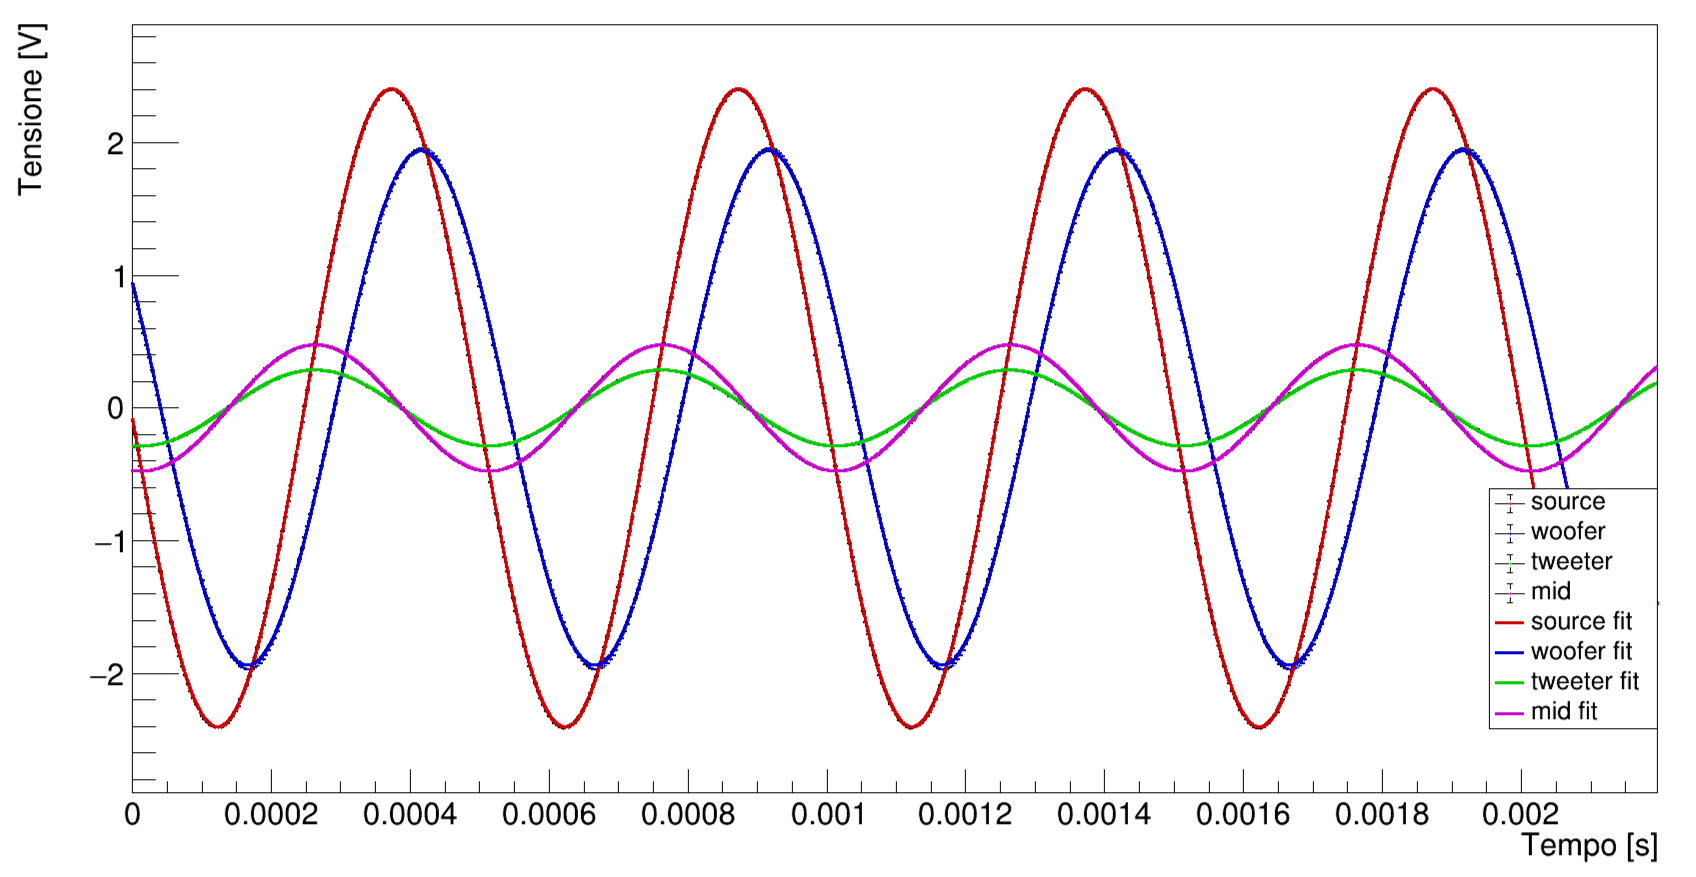 Tensione [V]
2
1
0
−1
−2
0 0.0002 0.0004 0.0006 0.0008 0.001 0.0012 0.0014 0.0016 0.0018 0.002
Tempo [s]
source
woofer
tweeter
mid
source fit
woofer fit
tweeter fit
mid fit